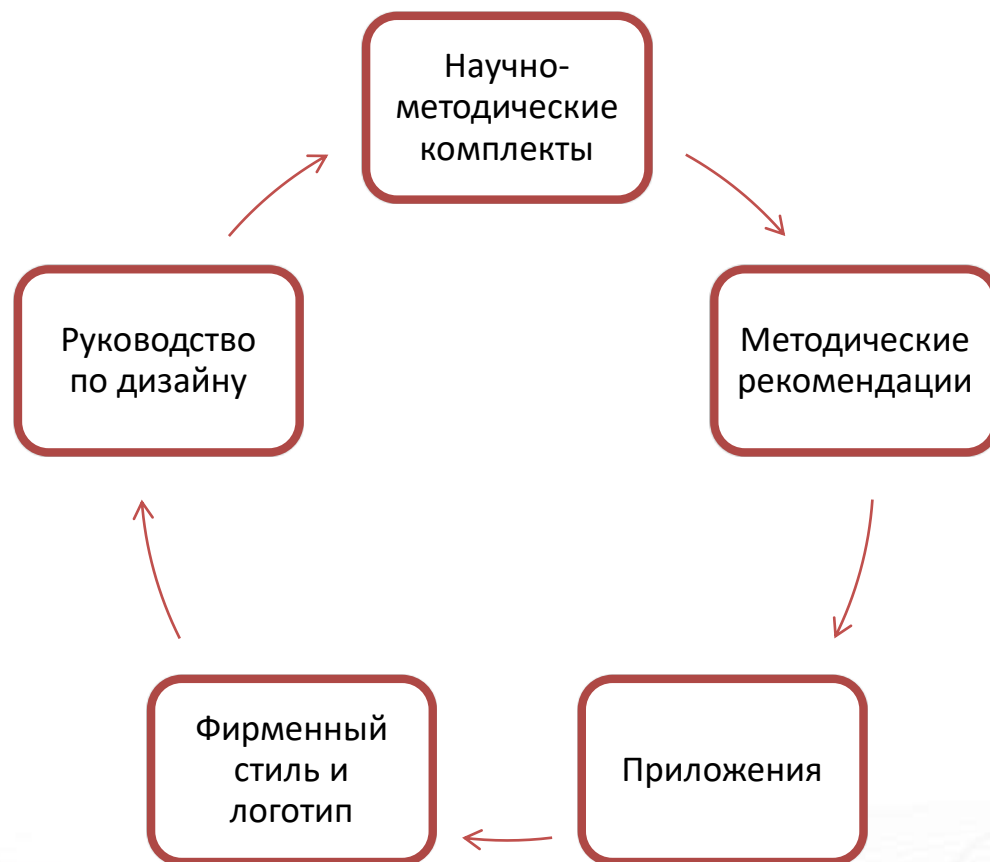 Научно-
методические
комплекты
Методические
рекомендации
Приложения
Фирменный
стиль и
логотип
Руководство
по дизайну